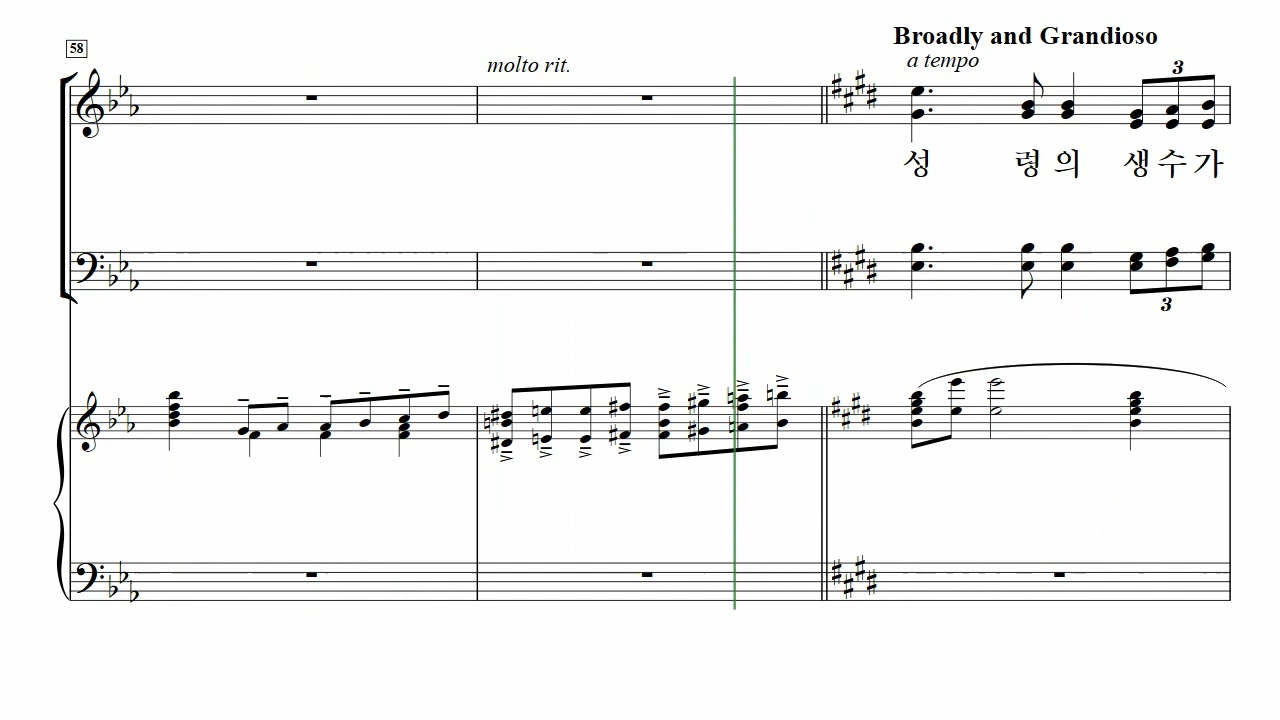 58
Broadly and Grandioso
molto rit.
a tempo
3
성 령의 생수가
3